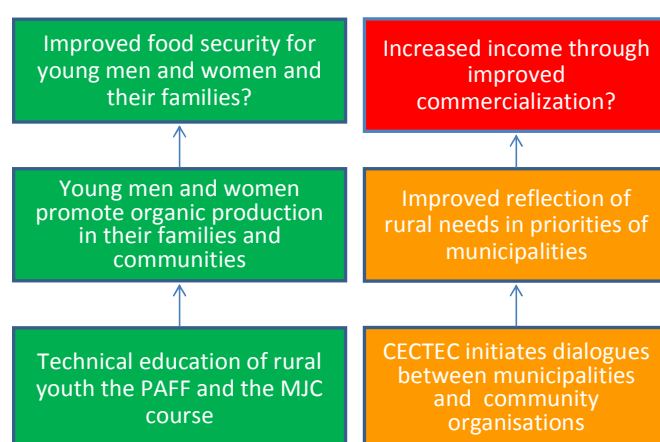 Improved food security for
young men and women and
their families?
Increased income through
improved
commercialization?
Young men and women
promote organic production
in their families and
communities
Improved reflection of
rural needs in priorities of
municipalities
Technical education of rural
youth the PAFF and the MJC
course
CECTEC initiates dialogues
between municipalities
and community
organisations